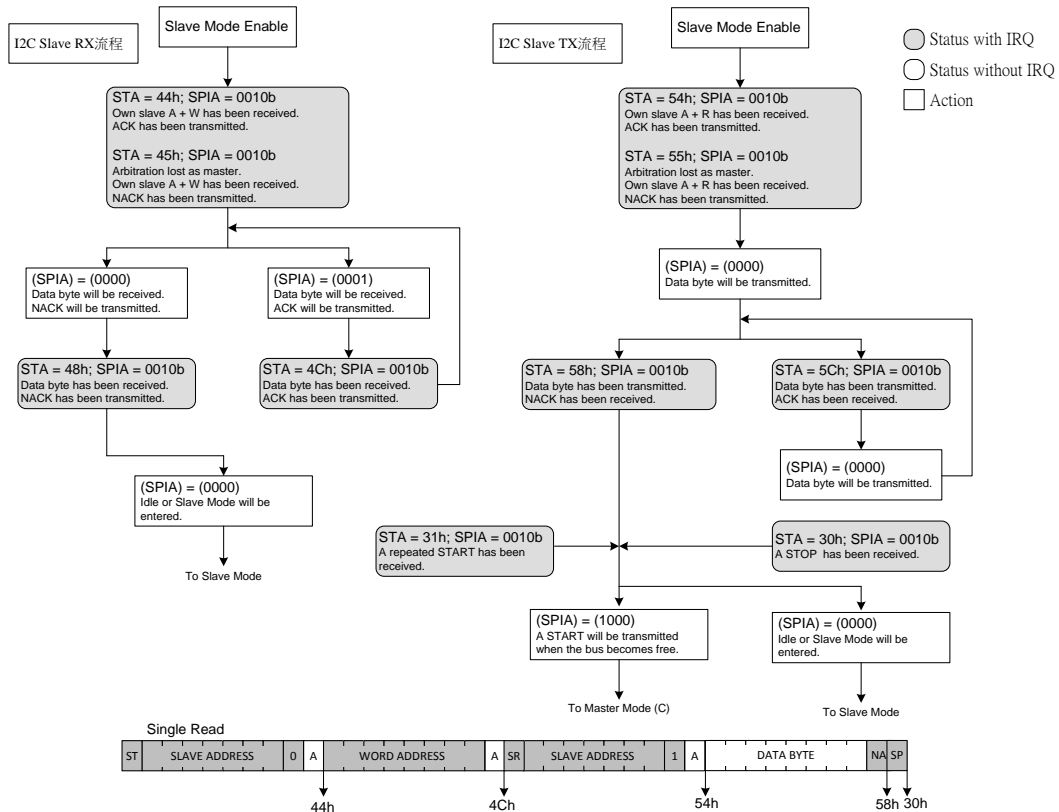 I2C Slave RX流程
Slave Mode Enable
STA = 44h; SPIA = 0010b
Own slave A + W has been received.
ACK has been transmitted.
STA = 45h; SPIA = 0010b
Arbitration lost as master.
Own slave A + W has been received.
NACK has been transmitted.
(SPIA) = (0000)
Data byte will be received.
NACK will be transmitted.
(SPIA) = (0001)
Data byte will be received.
ACK will be transmitted.
STA = 48h; SPIA = 0010b
Data byte has been received.
NACK has been transmitted.
STA = 4Ch; SPIA = 0010b
Data byte has been received.
ACK has been transmitted.
(SPIA) = (0000)
Idle or Slave Mode will be
entered.
To Slave Mode
I2C Slave TX流程
Slave Mode Enable
STA = 54h; SPIA = 0010b
Own slave A + R has been received.
ACK has been transmitted.
STA = 55h; SPIA = 0010b
Arbitration lost as master.
Own slave A + R has been received.
NACK has been transmitted.
(SPIA) = (0000)
Data byte will be transmitted.
STA = 58h; SPIA = 0010b
Data byte has been transmitted.
NACK has been received.
STA = 5Ch; SPIA = 0010b
Data byte has been transmitted.
ACK has been received.
(SPIA) = (0000)
Data byte will be transmitted.
STA = 31h; SPIA = 0010b
A repeated START has been
received.
STA = 30h; SPIA = 0010b
A STOP has been received.
(SPIA) = (1000)
A START will be transmitted
when the bus becomes free.
(SPIA) = (0000)
Idle or Slave Mode will be
entered.
To Master Mode (C)
To Slave Mode
Status with IRQ
Status without IRQ
Action
Single Read
ST SLAVE ADDRESS 0 A WORD ADDRESS A SR SLAVE ADDRESS 1 A DATA BYTE NA SP
44h 4Ch 54h 58h 30h